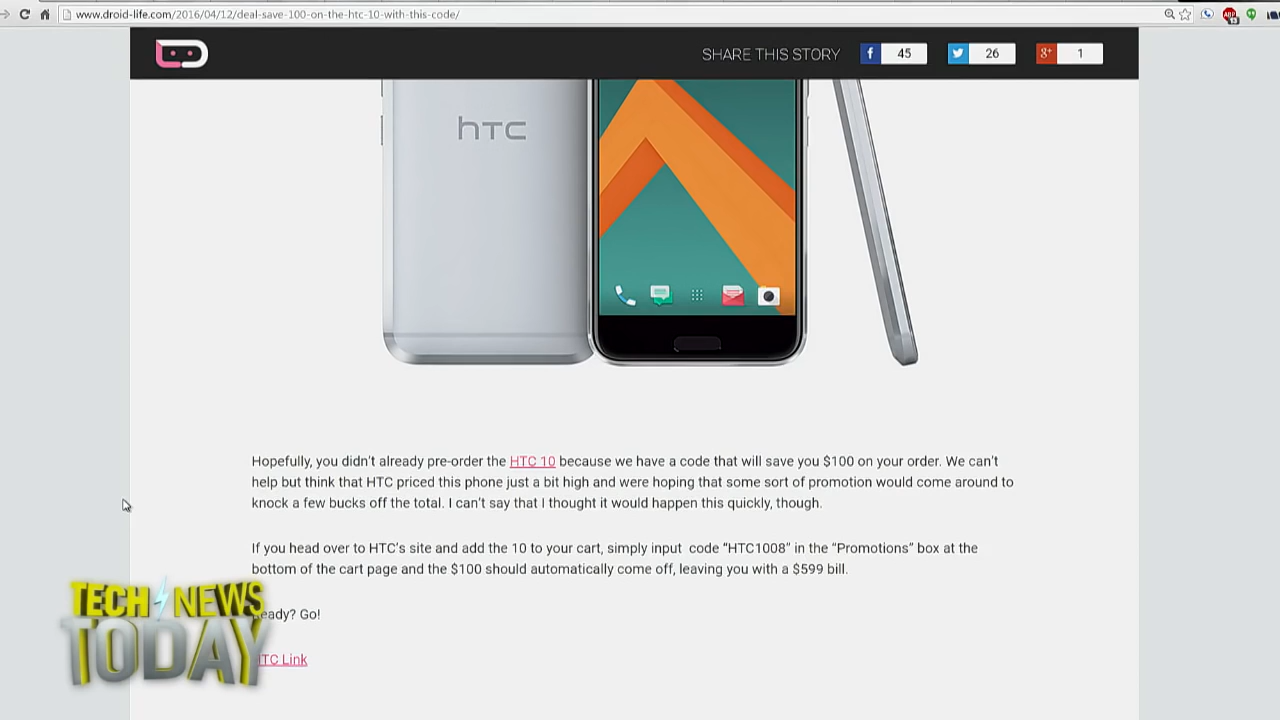 www.droid-life.com/2016/04/12/deal-save-100-on-the-htc-10-with-this-code/
SHARE THIS STORY 45 26 1
hTC
Hopefully, you didn't already pre-order the HTC 10 because we have a code that will save you $100 on your order. We can't
help but think that HTC priced this phone just a bit high and were hoping that some sort of promotion would come around to
knock a few bucks off the total. I can't say that I thought it would happen this quickly, though.
If you head over to HTC's site and add the 10 to your cart, simply input code “HTC1008” in the “Promotions” box at the
bottom of the cart page and the $100 should automatically come off, leaving you with a $599 bill.
eady? Go!
TC Link
TECH NEWS
TODAY